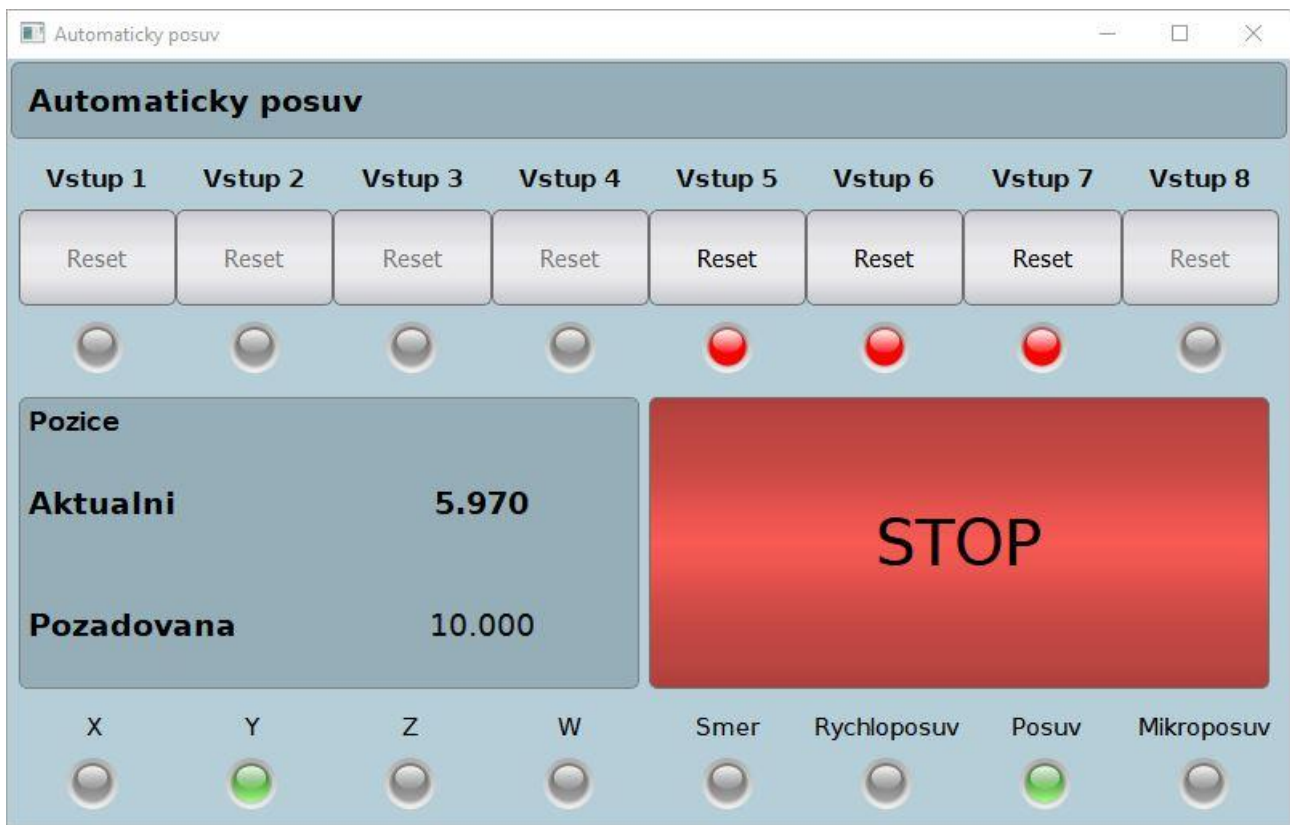 Automaticky posuv
Automaticky posuv
Vstup 1 Vstup 2 Vstup 3 Vstup 4 Vstup 5 Vstup 6 Vstup 7 Vstup 8
Reset Reset Reset Reset Reset Reset Reset Reset
Pozice
Aktualni 5.970
Pozadovana 10.000
STOP
X Y Z W Smer Rychloposuv Posuv Mikroposuv